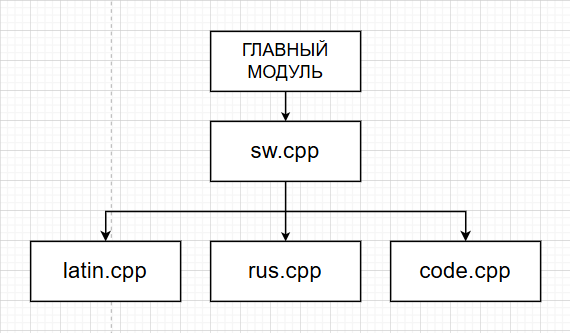 ГЛАВНЫЙ
МОДУЛЬ
sw.cpp
latin.cpp
rus.cpp
code.cpp